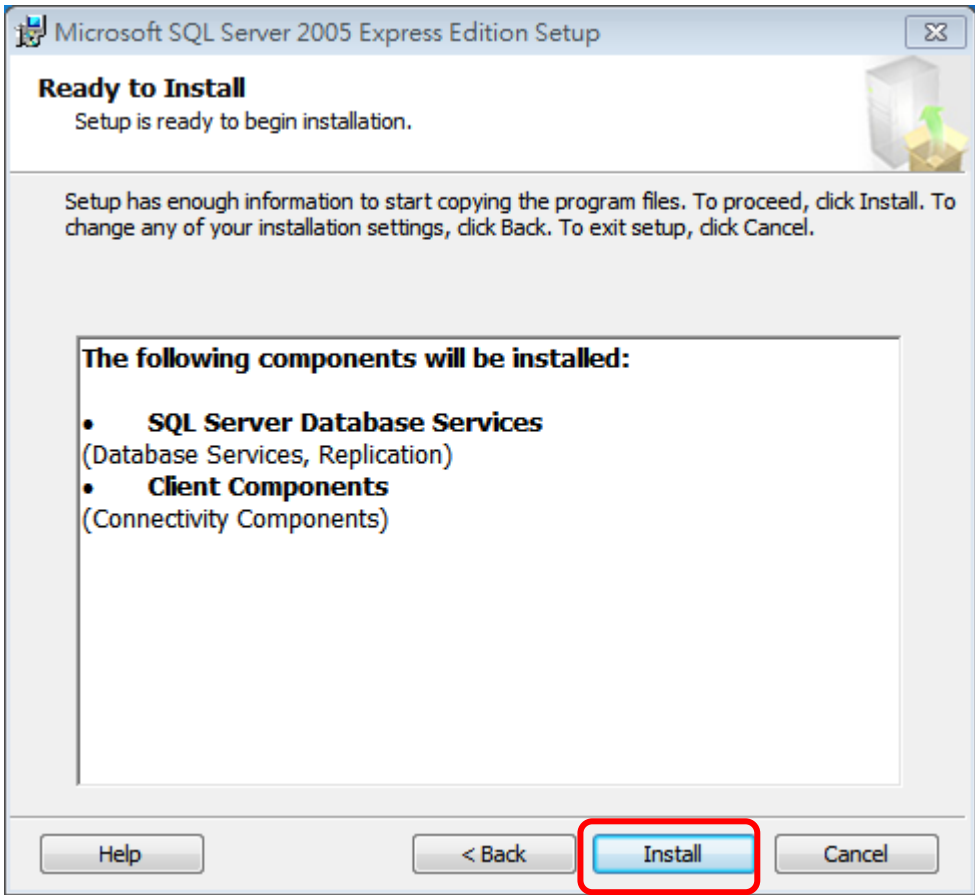 Microsoft SQL Server 2005 Express Edition Setup
Ready to Install
Setup is ready to begin installation.
Setup has enough information to start copying the program files. To proceed, click Install. To
change any of your installation settings, click Back. To exit setup, click Cancel.
The following components will be installed:
• SQL Server Database Services
(Database Services, Replication)
• Client Components
(Connectivity Components)
Help
< Back
Install
Cancel